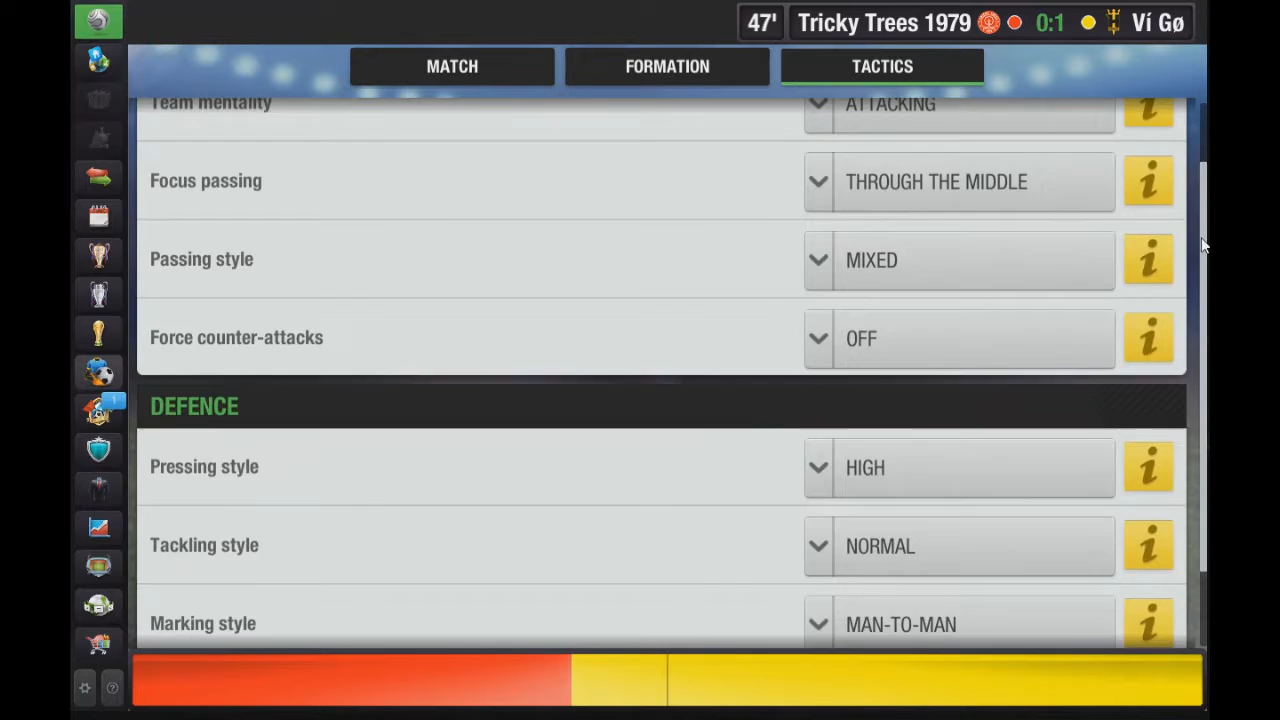 47' Tricky Trees 1979 0:1 Ví Gø
MATCH FORMATION TACTICS
Team mentality ATTACKING
Focus passing THROUGH THE MIDDLE
Passing style MIXED
Force counter-attacks OFF
DEFENCE
Pressing style HIGH
Tackling style NORMAL
Marking style MAN-TO-MAN
1